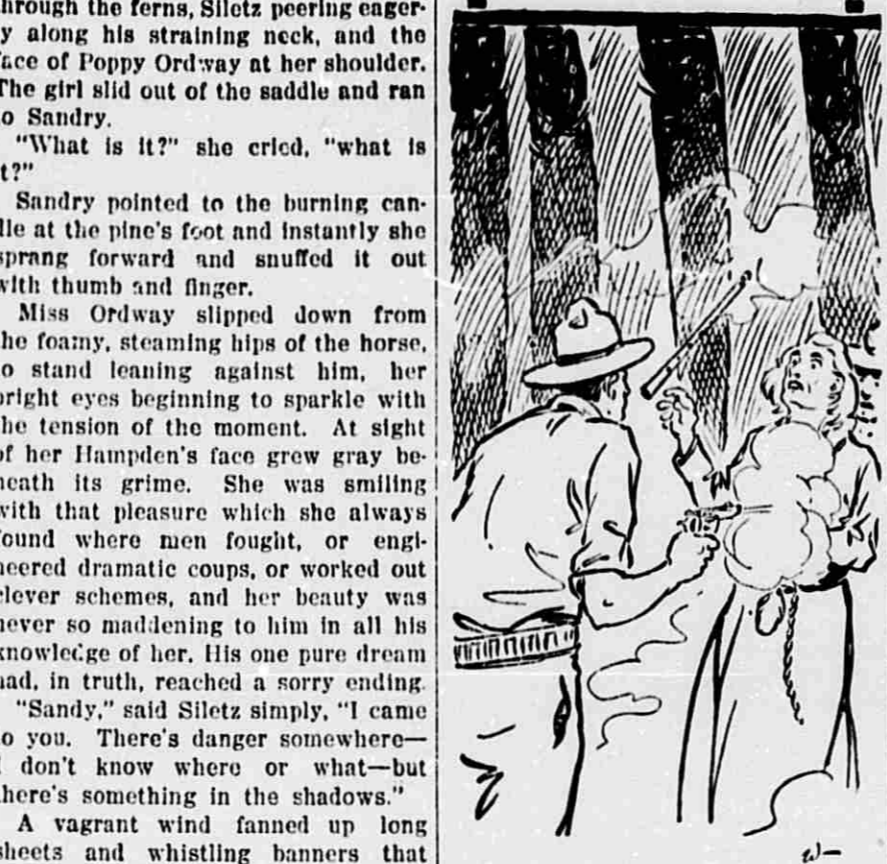 hrough the ferns, Siletz peering eager-
y along his straining neck, and the
ace of Poppy Ordway at her shoulder.
The girl slid out of the saddle and ran
o Sandry.
"What is it?" she cried, "what is
t?"
Sandry pointed to the burning can-
dle at the pine's foot and instantly she
sprang forward and snuffed it out
with thumb and finger.
Miss Ordway slipped down from
he foamy, steaming hips of the horse,
o stand leaning against him, her
bright eyes beginning to sparkle with
he tension of the moment. At sight
of her Hampden's face grew gray be-
neath its grime. She was smiling
with that pleasure which she always
found where men fought, or engi-
neered dramatic coups, or worked out
clever schemes, and her beauty was
never so maddening to him in all his
knowledge of her. His one pure dream
had, in truth, reached a sorry ending.
"Sandy," said Siletz simply, "I came
o you. There's danger somewhere—
I don't know where or what—but
here's something in the shadows."
A vagrant wind fanned up long
sheets and whistling banners that